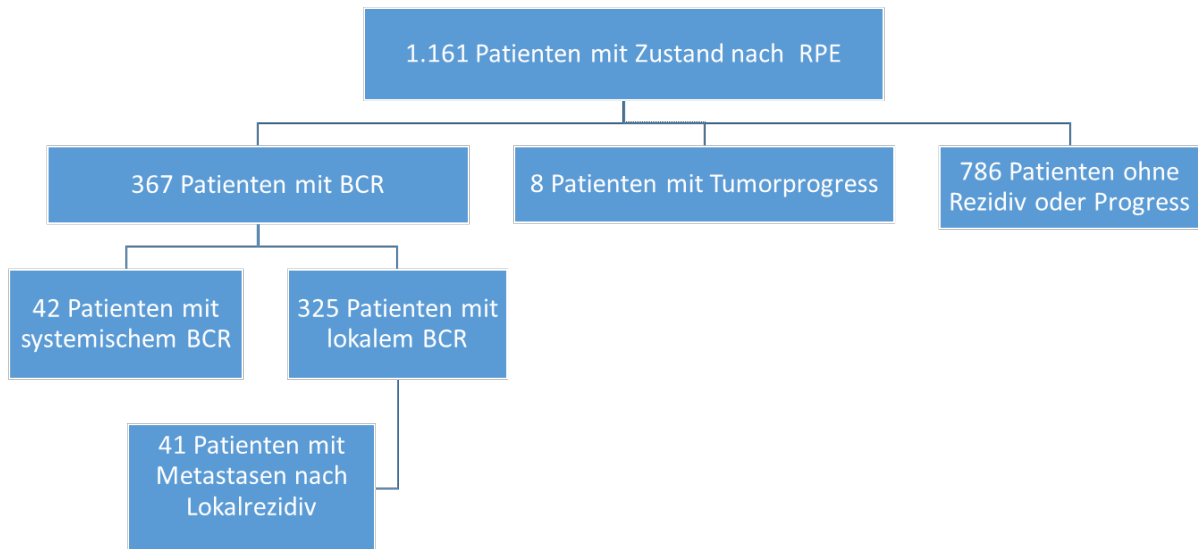 1.161 Patienten mit Zustand nach RPE
367 Patienten mit BCR
8 Patienten mit Tumorprogress
786 Patienten ohne
Rezidiv oder Progress
42 Patienten mit
systemischem BCR
325 Patienten mit
lokalem BCR
41 Patienten mit
Metastasen nach
Lokalrezidiv